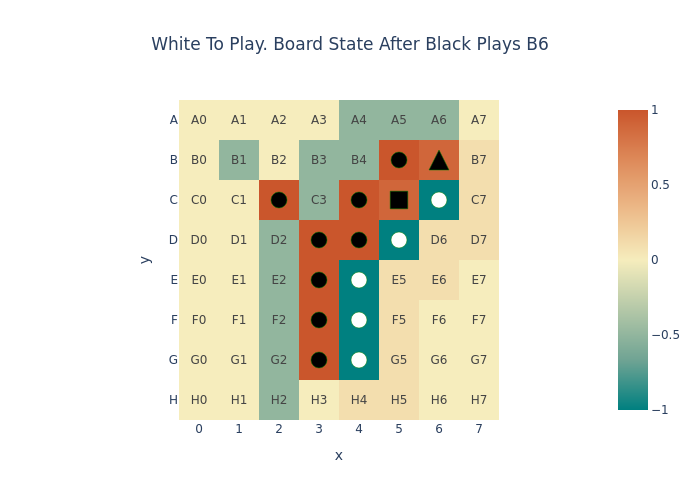 White To Play. Board State After Black Plays B6
A A0 A1 A2 A3 A4 A5 A6 A7
B B0 B1 B2 B3 B4 B7
C C0 C1 C3 C7
D D0 D1 D2 D6 D7
E E0 E1 E2 E5 E6 E7
F F0 F1 F2 F5 F6 F7
G G0 G1 G2 G5 G6 G7
H H0 H1 H2 H3 H4 H5 H6 H7
0 1 2 3 4 5 6 7
x
y
1
0.5
0
−0.5
−1